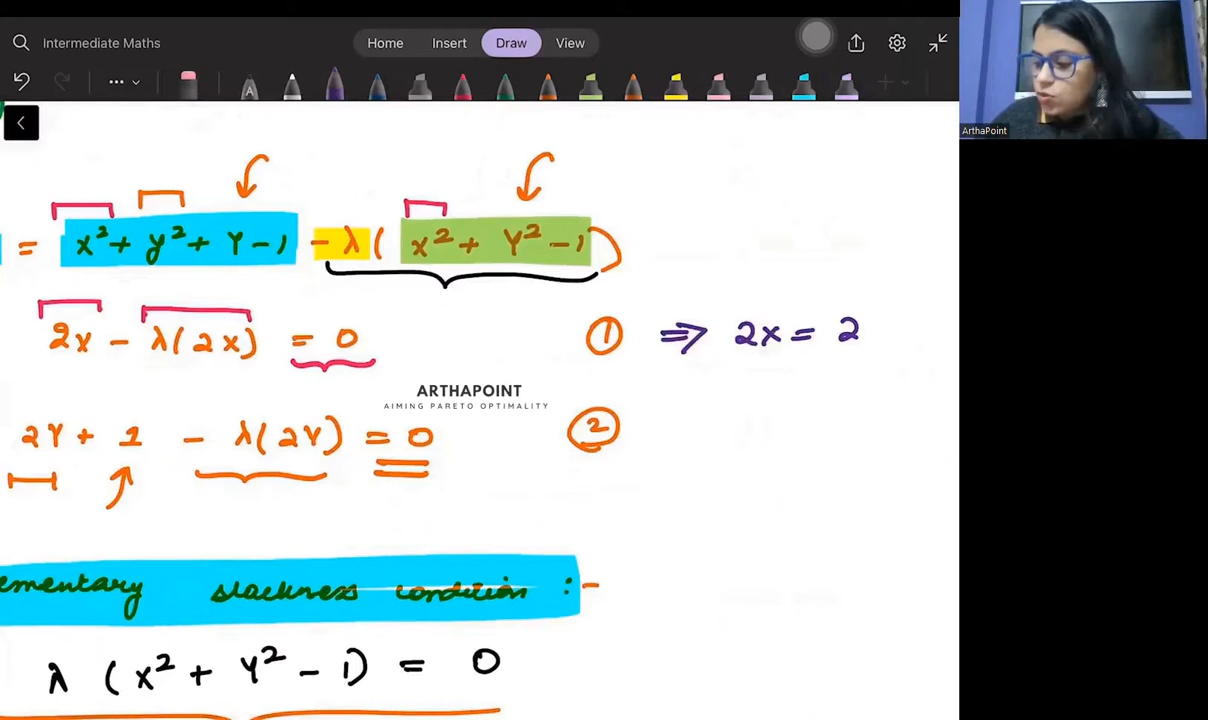 Intermediate Maths
Home Insert Draw View
A
ArthaPoint
= x² + y² + Y - 1 - λ ( x² + Y² - 1 )
2x - λ(2x) = 0 ① ⇒ 2x = 2
ARTHAPOINT
AIMING PARETO OPTIMALITY
2Y + 1 - λ(2Y) = 0 ②
ementary slackness condition :-
λ (x² + Y² - 1) = 0